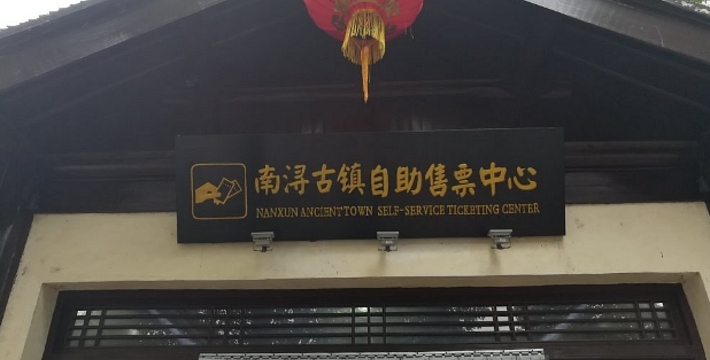 南浔古镇自助售票中心
NANXUN ANCIENTTOWN SELF-SERVICE TICKETING CENTER